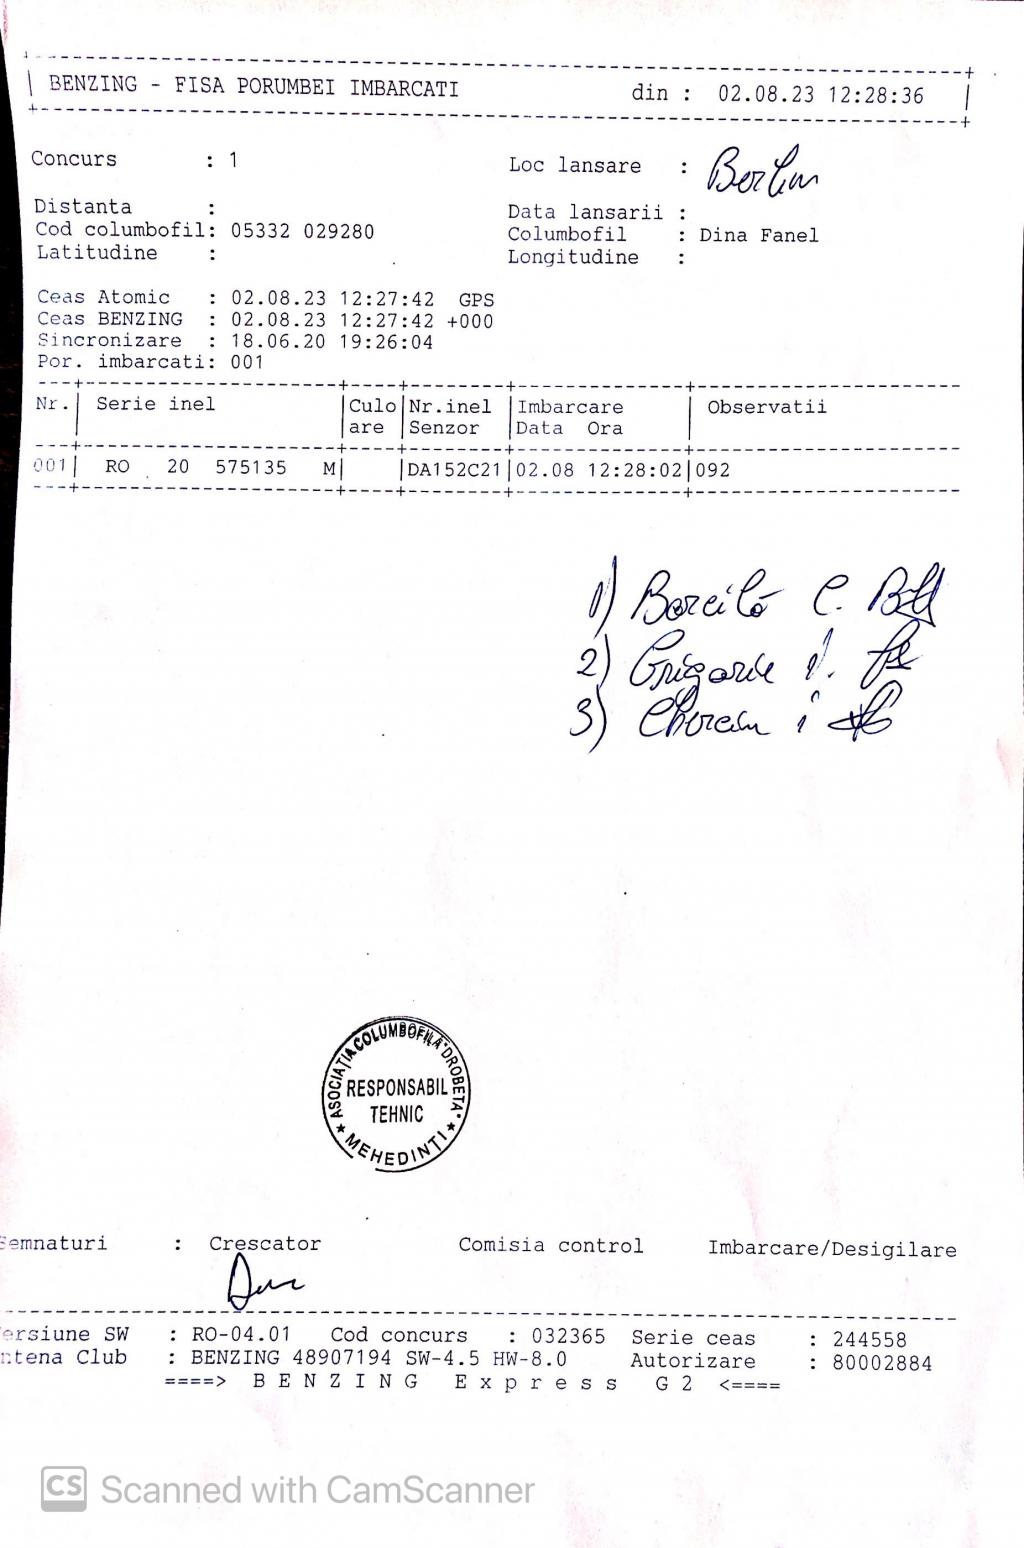 BENZING - FISA PORUMBEI IMBARCATI din : 02.08.23 12:28:36
Concurs : 1 Loc lansare : Berlin
Distanta : Data lansarii :
Cod columbofil: 05332 029280 Columbofil : Dina Fanel
Latitudine : Longitudine :
Ceas Atomic : 02.08.23 12:27:42 GPS
Ceas BENZING : 02.08.23 12:27:42 +000
Sincronizare : 18.06.20 19:26:04
Por. imbarcati: 001
Nr. Serie inel Culo Nr.inel Imbarcare Observatii
are Senzor Data Ora
001 RO 20 575135 M DA152C21 02.08 12:28:02 092
1)
2) Grigorie
3)
ASOCIAȚIA COLUMBOFILA "DROBETA"
RESPONSABIL
TEHNIC
MEHEDINTI
Semnaturi : Crescator Comisia control Imbarcare/Desigilare
ersiune SW : RO-04.01 Cod concurs : 032365 Serie ceas : 244558
ntena Club : BENZING 48907194 SW-4.5 HW-8.0 Autorizare : 80002884
====> B E N Z I N G E x p r e s s G 2 <====
CS Scanned with CamScanner